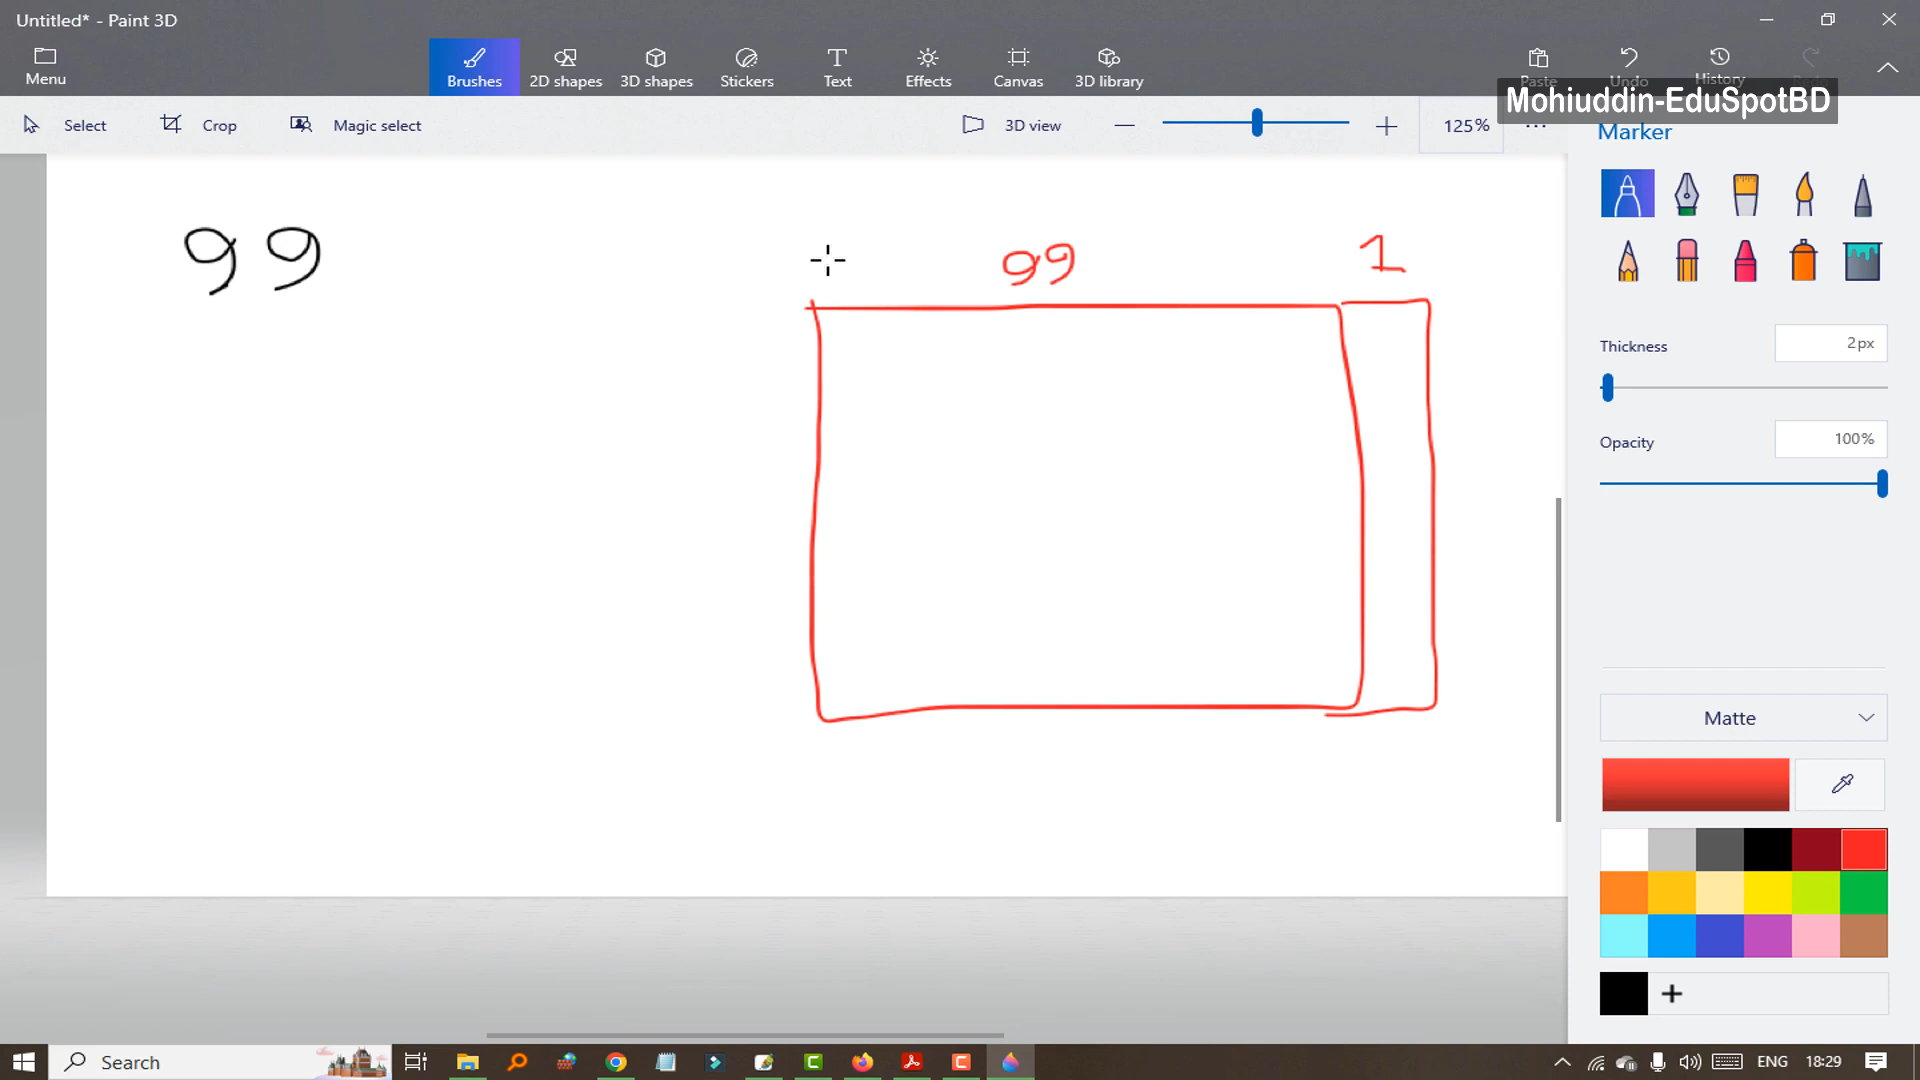 Untitled* - Paint 3D
Menu
Brushes
2D shapes
3D shapes
Stickers
Text
Effects
Canvas
3D library
Paste
Undo
History
Redo
Mohiuddin-EduSpotBD
Select
Crop
Magic select
3D view
125%
Marker
99
99
1
Thickness
2px
Opacity
100%
Matte
Search
ENG
18:29